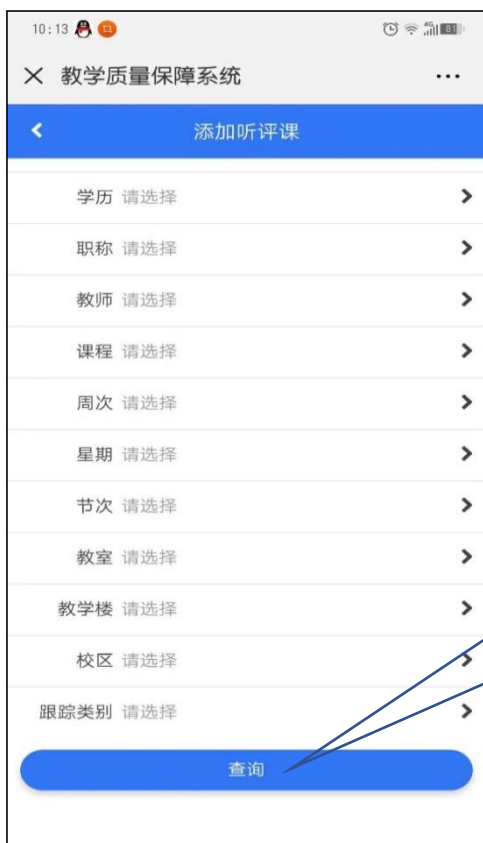 10:13 4G 81
教学质量保障系统
添加听评课
学历 请选择
职称 请选择
教师 请选择
课程 请选择
周次 请选择
星期 请选择
节次 请选择
教室 请选择
教学楼 请选择
校区 请选择
跟踪类别 请选择
查询